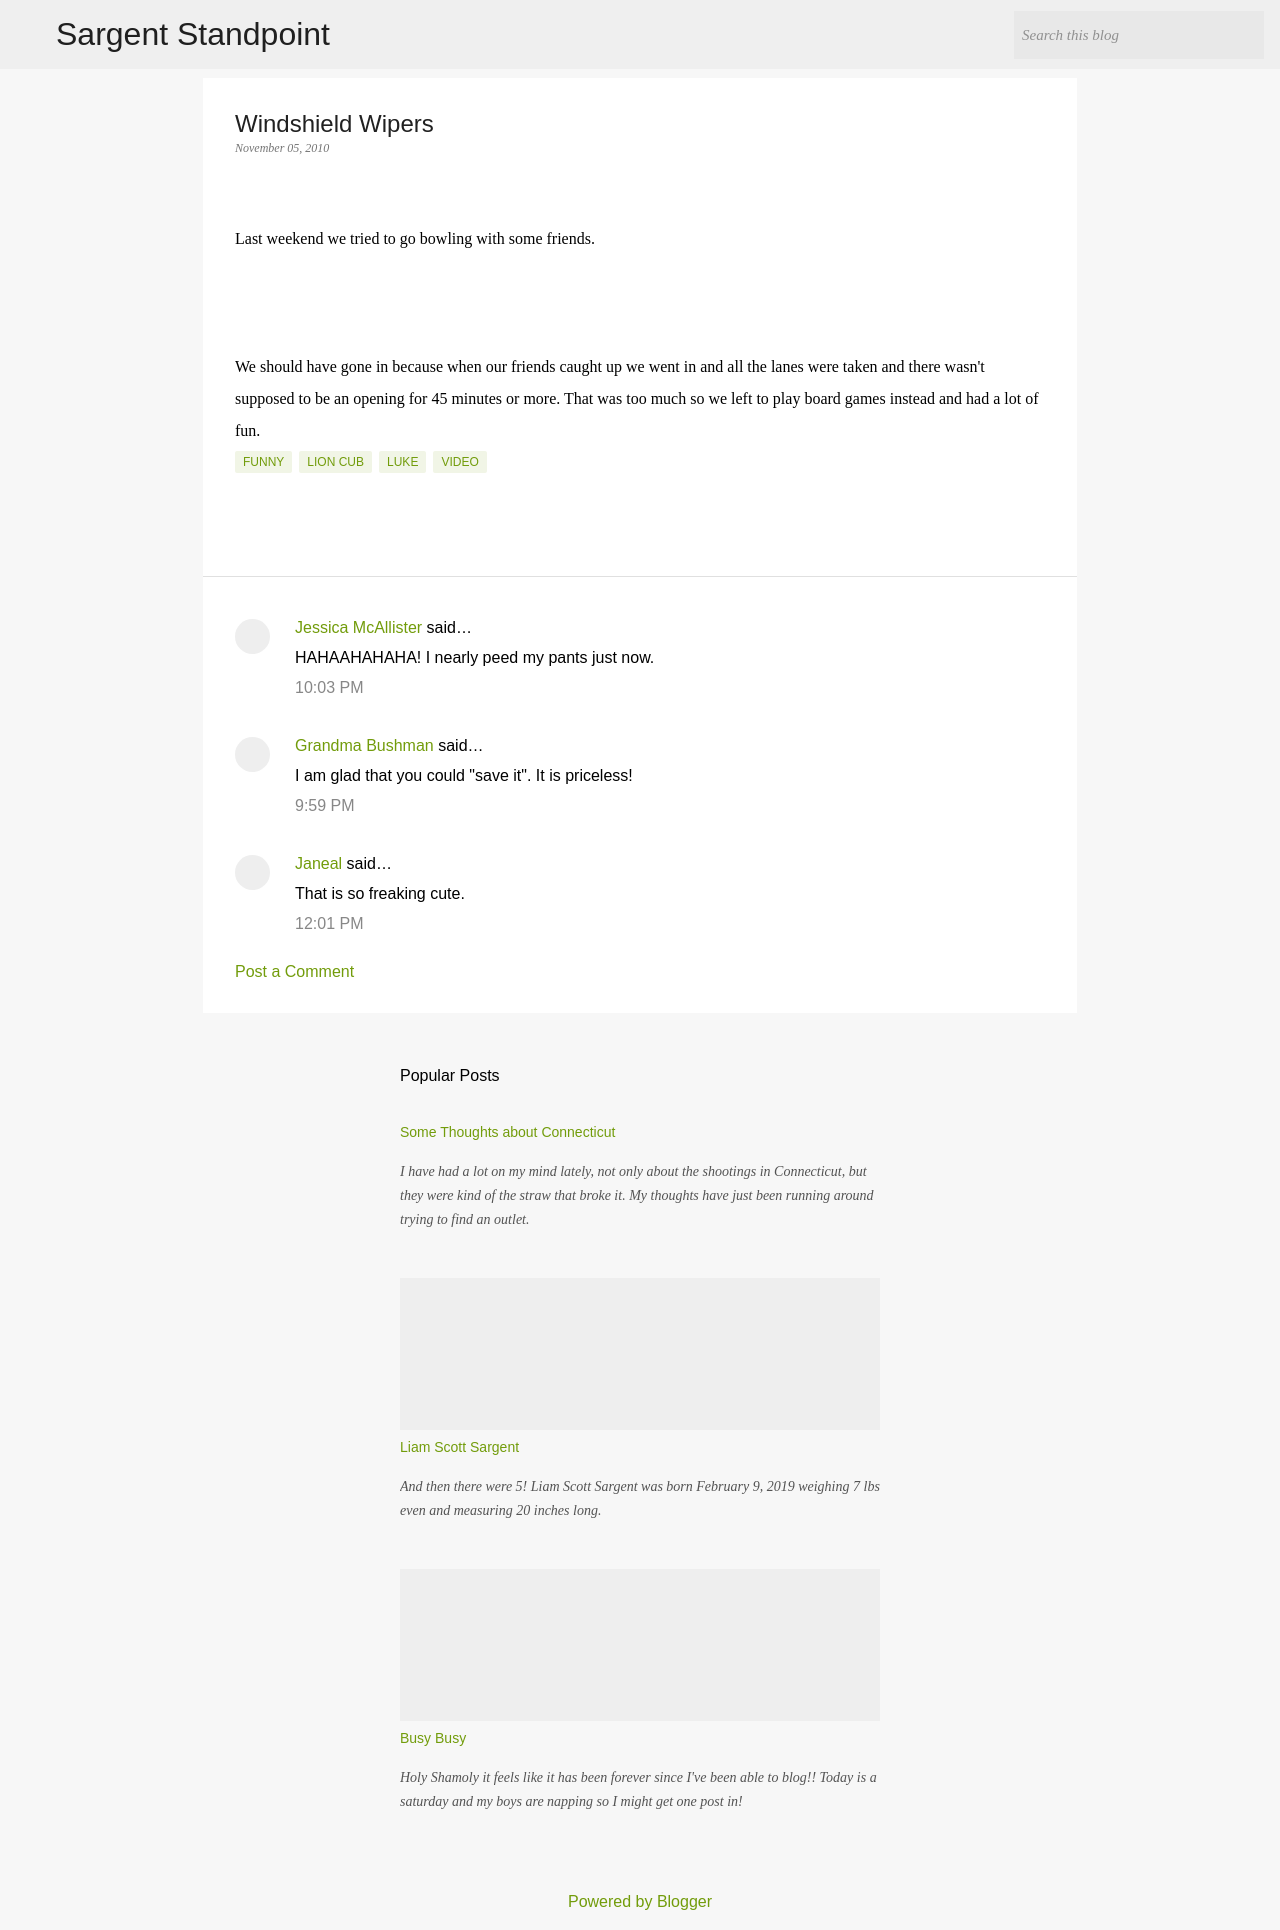 Sargent Standpoint
Search this blog
Windshield Wipers
November 05, 2010
Last weekend we tried to go bowling with some friends.
We should have gone in because when our friends caught up we went in and all the lanes were taken and there wasn't
supposed to be an opening for 45 minutes or more. That was too much so we left to play board games instead and had a lot of
fun.
FUNNY LION CUB LUKE VIDEO
Jessica McAllister said…
HAHAAHAHAHA! I nearly peed my pants just now.
10:03 PM
Grandma Bushman said…
I am glad that you could "save it". It is priceless!
9:59 PM
Janeal said…
That is so freaking cute.
12:01 PM
Post a Comment
Popular Posts
Some Thoughts about Connecticut
I have had a lot on my mind lately, not only about the shootings in Connecticut, but
they were kind of the straw that broke it. My thoughts have just been running around
trying to find an outlet.
Liam Scott Sargent
And then there were 5! Liam Scott Sargent was born February 9, 2019 weighing 7 lbs
even and measuring 20 inches long.
Busy Busy
Holy Shamoly it feels like it has been forever since I've been able to blog!! Today is a
saturday and my boys are napping so I might get one post in!
Powered by Blogger